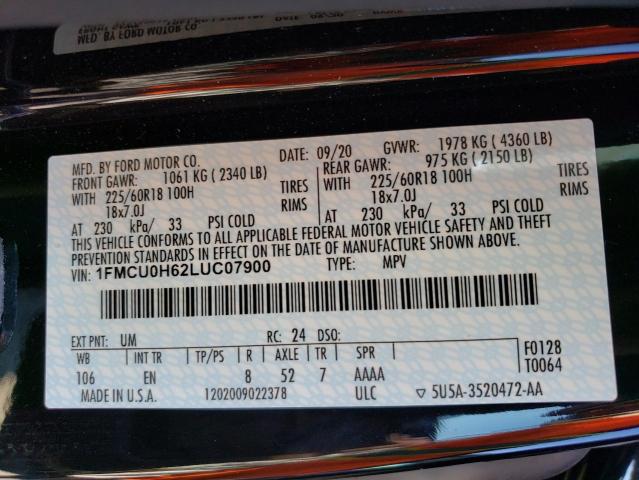 MFD. BY FORD MOTOR CO
MFD. BY FORD MOTOR CO. DATE: 09/20 GVWR: 1978 KG ( 4360 LB)
FRONT GAWR: 1061 KG ( 2340 LB) REAR GAWR: 975 KG ( 2150 LB)
WITH 225/60R18 100H TIRES WITH 225/60R18 100H TIRES
18x7.0J RIMS 18x7.0J RIMS
AT 230 kPa/ 33 PSI COLD AT 230 kPa/ 33 PSI COLD
THIS VEHICLE CONFORMS TO ALL APPLICABLE FEDERAL MOTOR VEHICLE SAFETY AND THEFT
PREVENTION STANDARDS IN EFFECT ON THE DATE OF MANUFACTURE SHOWN ABOVE.
VIN: 1FMCU0H62LUC07900 TYPE: MPV
EXT PNT: UM RC: 24 DSO:
WB INT TR TP/PS R AXLE TR SPR F0128
106 EN 8 52 7 AAAA T0064
MADE IN U.S.A. 1202009022378 ULC ▽ 5U5A-3520472-AA